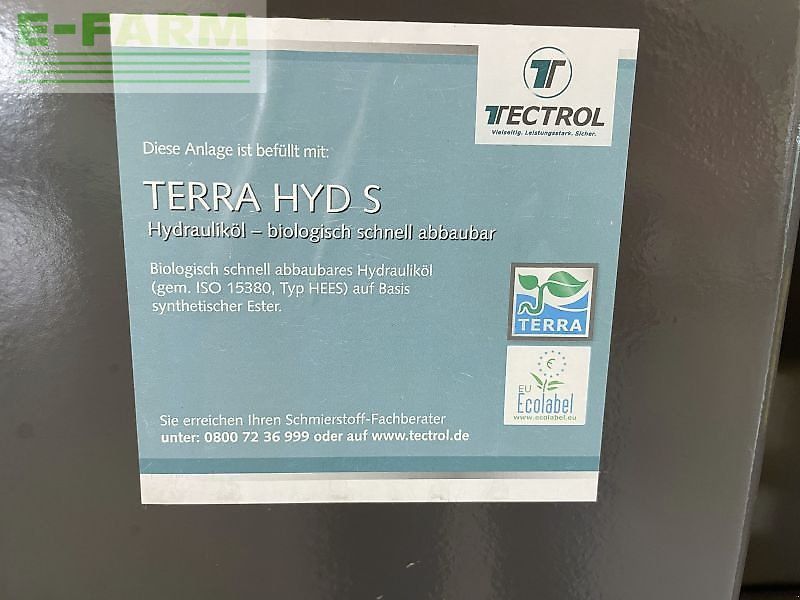 E-FARM
TECTROL
Vielseitig. Leistungsstark. Sicher.
Diese Anlage ist befüllt mit:
TERRA HYD S
Hydrauliköl – biologisch schnell abbaubar
Biologisch schnell abbaubares Hydrauliköl
(gem. ISO 15380, Typ HEES) auf Basis
synthetischer Ester.
TERRA
EU
Ecolabel
www.ecolabel.eu
Sie erreichen Ihren Schmierstoff-Fachberater
unter: 0800 72 36 999 oder auf www.tectrol.de